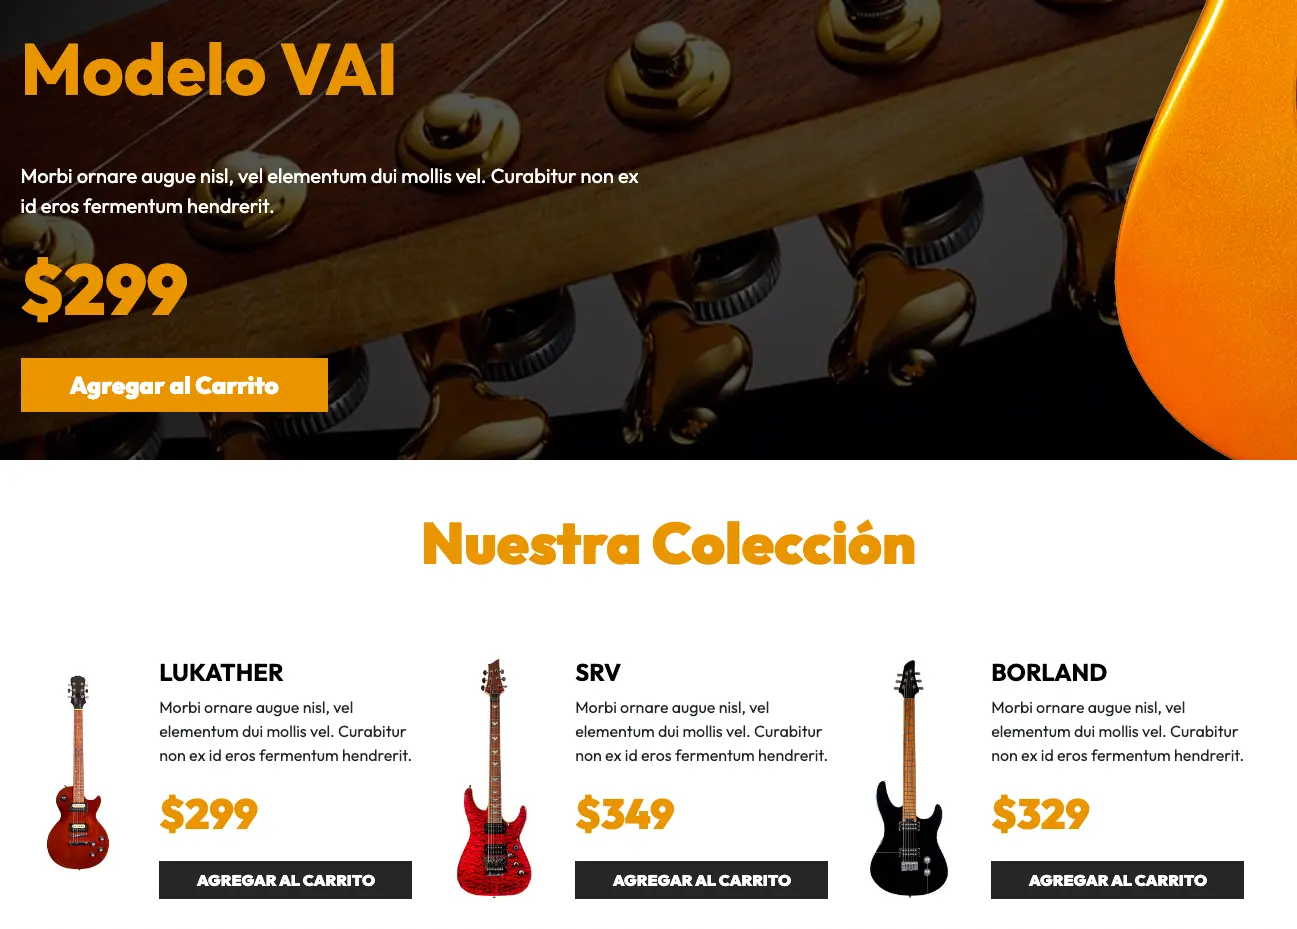 Modelo VAI
Morbi ornare augue nisl, vel elementum dui mollis vel. Curabitur non ex
id eros fermentum hendrerit.
$299
Agregar al Carrito
Nuestra Colección
LUKATHER
Morbi ornare augue nisl, vel
elementum dui mollis vel. Curabitur
non ex id eros fermentum hendrerit.
$299
AGREGAR AL CARRITO
SRV
Morbi ornare augue nisl, vel
elementum dui mollis vel. Curabitur
non ex id eros fermentum hendrerit.
$349
AGREGAR AL CARRITO
BORLAND
Morbi ornare augue nisl, vel
elementum dui mollis vel. Curabitur
non ex id eros fermentum hendrerit.
$329
AGREGAR AL CARRITO